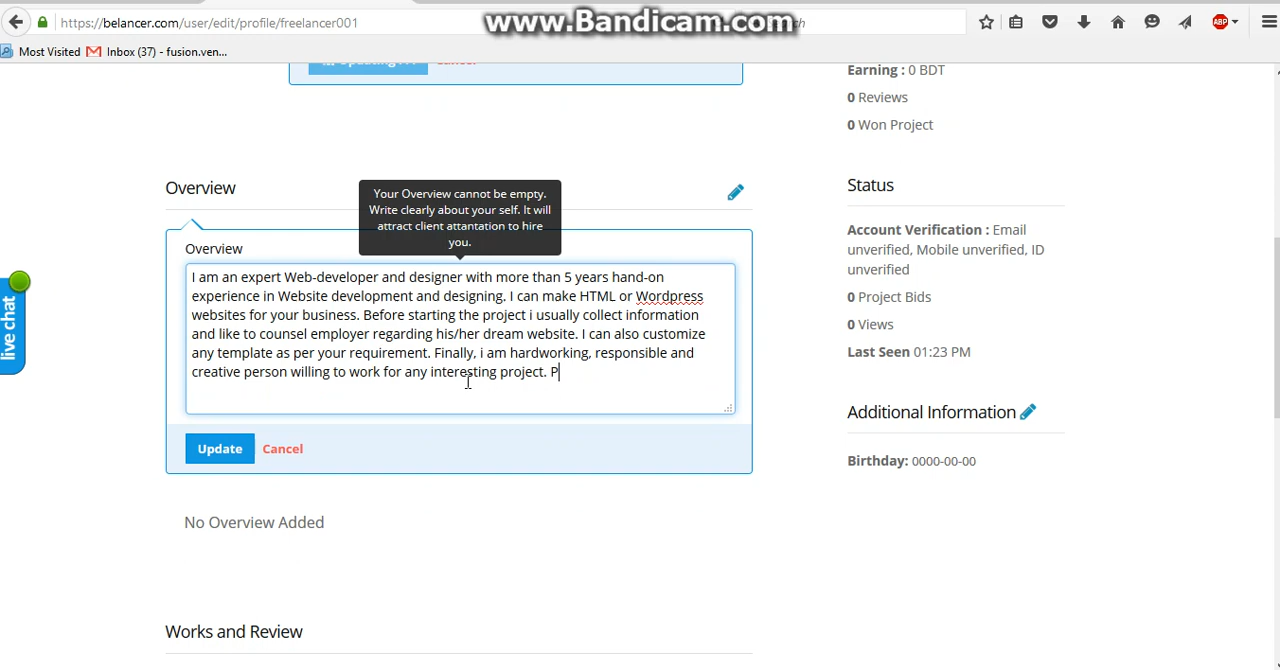 https://belancer.com/user/edit/profile/freelancer001
www.Bandicam.com
ABP
Most Visited
Inbox (37) - fusion.ven...
Earning : 0 BDT
0 Reviews
0 Won Project
Overview
Your Overview cannot be empty.
Write clearly about your self. It will
attract client attantation to hire
you.
Overview
I am an expert Web-developer and designer with more than 5 years hand-on
experience in Website development and designing. I can make HTML or Wordpress
websites for your business. Before starting the project i usually collect information
and like to counsel employer regarding his/her dream website. I can also customize
any template as per your requirement. Finally, i am hardworking, responsible and
creative person willing to work for any interesting project. P
Update
Cancel
No Overview Added
Works and Review
Status
Account Verification : Email
unverified, Mobile unverified, ID
unverified
0 Project Bids
0 Views
Last Seen 01:23 PM
Additional Information
Birthday: 0000-00-00
live chat